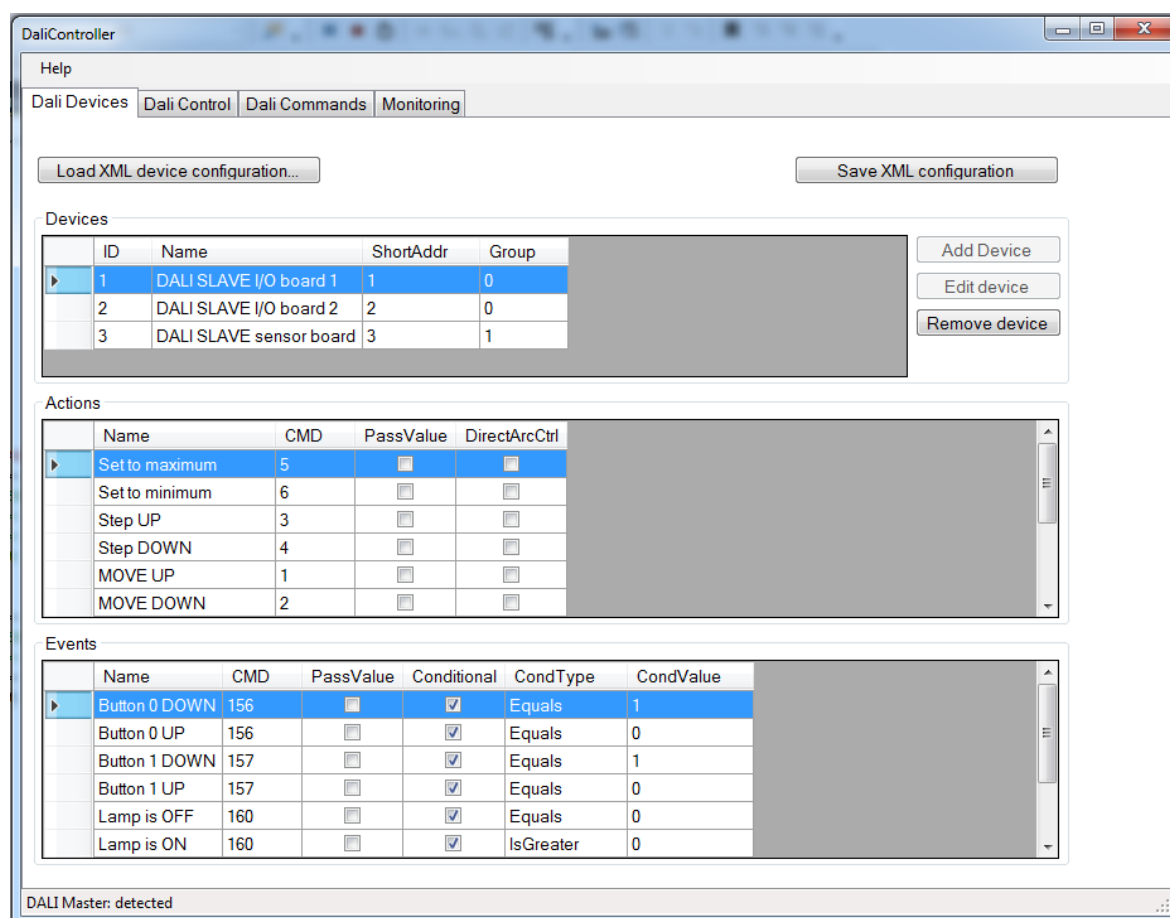 DaliController
Help
Dali Devices Dali Control Dali Commands Monitoring
Load XML device configuration... Save XML configuration
Devices
ID Name ShortAddr Group
1 DALI SLAVE I/O board 1 1 0
2 DALI SLAVE I/O board 2 2 0
3 DALI SLAVE sensor board 3 1
Add Device
Edit device
Remove device
Actions
Name CMD PassValue DirectArcCtrl
Set to maximum 5
Set to minimum 6
Step UP 3
Step DOWN 4
MOVE UP 1
MOVE DOWN 2
Events
Name CMD PassValue Conditional CondType CondValue
Button 0 DOWN 156 Equals 1
Button 0 UP 156 Equals 0
Button 1 DOWN 157 Equals 1
Button 1 UP 157 Equals 0
Lamp is OFF 160 Equals 0
Lamp is ON 160 IsGreater 0
DALI Master: detected